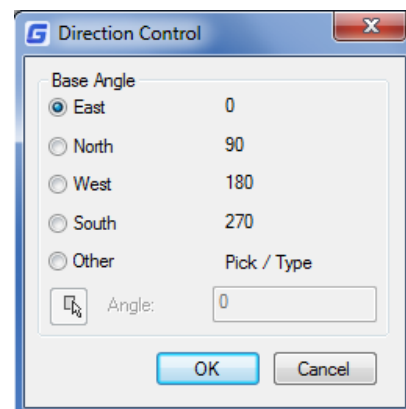 Direction Control
Base Angle
East 0
North 90
West 180
South 270
Other Pick / Type
Angle: 0
OK Cancel